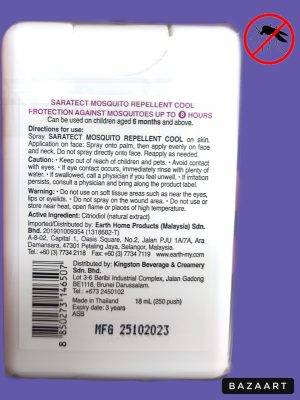 SARATECT MOSQUITO REPELLENT COOL
PROTECTION AGAINST MOSQUITOES UP TO 8 HOURS
Can be used on children aged 6 months and above.
Directions for use:
Spray SARATECT MOSQUITO REPELLENT COOL on skin.
Application on face: Spray onto palm, then apply evenly on face
and neck. Do not spray directly onto face. Reapply as needed.
Caution: • Keep out of reach of children and pets. • Avoid contact
with eyes. • If eye contact occurs, immediately rinse with plenty of
water. • If swallowed, call a physician if you feel unwell. • If irritation
persists, consult a physician and bring along the product label.
Warning: • Do not use on soft tissue areas such as near the eyes,
lips or eyelids. • Do not spray on the wound area. • Do not use or
store near heat, open flame or places of high temperature.
Active Ingredient: Citriodiol (natural extract)
Imported/Distributed by: Earth Home Products (Malaysia) Sdn.
Bhd. 201901009354 (1318682-T)
A-8-02, Capital 1, Oasis Square, No.2, Jalan PJU 1A/7A, Ara
Damansara, 47301 Petaling Jaya, Selangor, Malaysia.
Tel: +60 (3) 7734 2118 Fax: +60 (3) 7734 7119 www.earth-my.com
Distributed by: Kingston Beverage & Creamery
Sdn. Bhd.
Lot 3-6 Beribi Industrial Complex, Jalan Gadong
BE1118, Brunei Darussalam.
Tel.: +673 2450102
Made in Thailand 18 mL (250 push)
Expiry date: 3 years
ASB
8 850273 146507
MFG 25102023
BAZAART